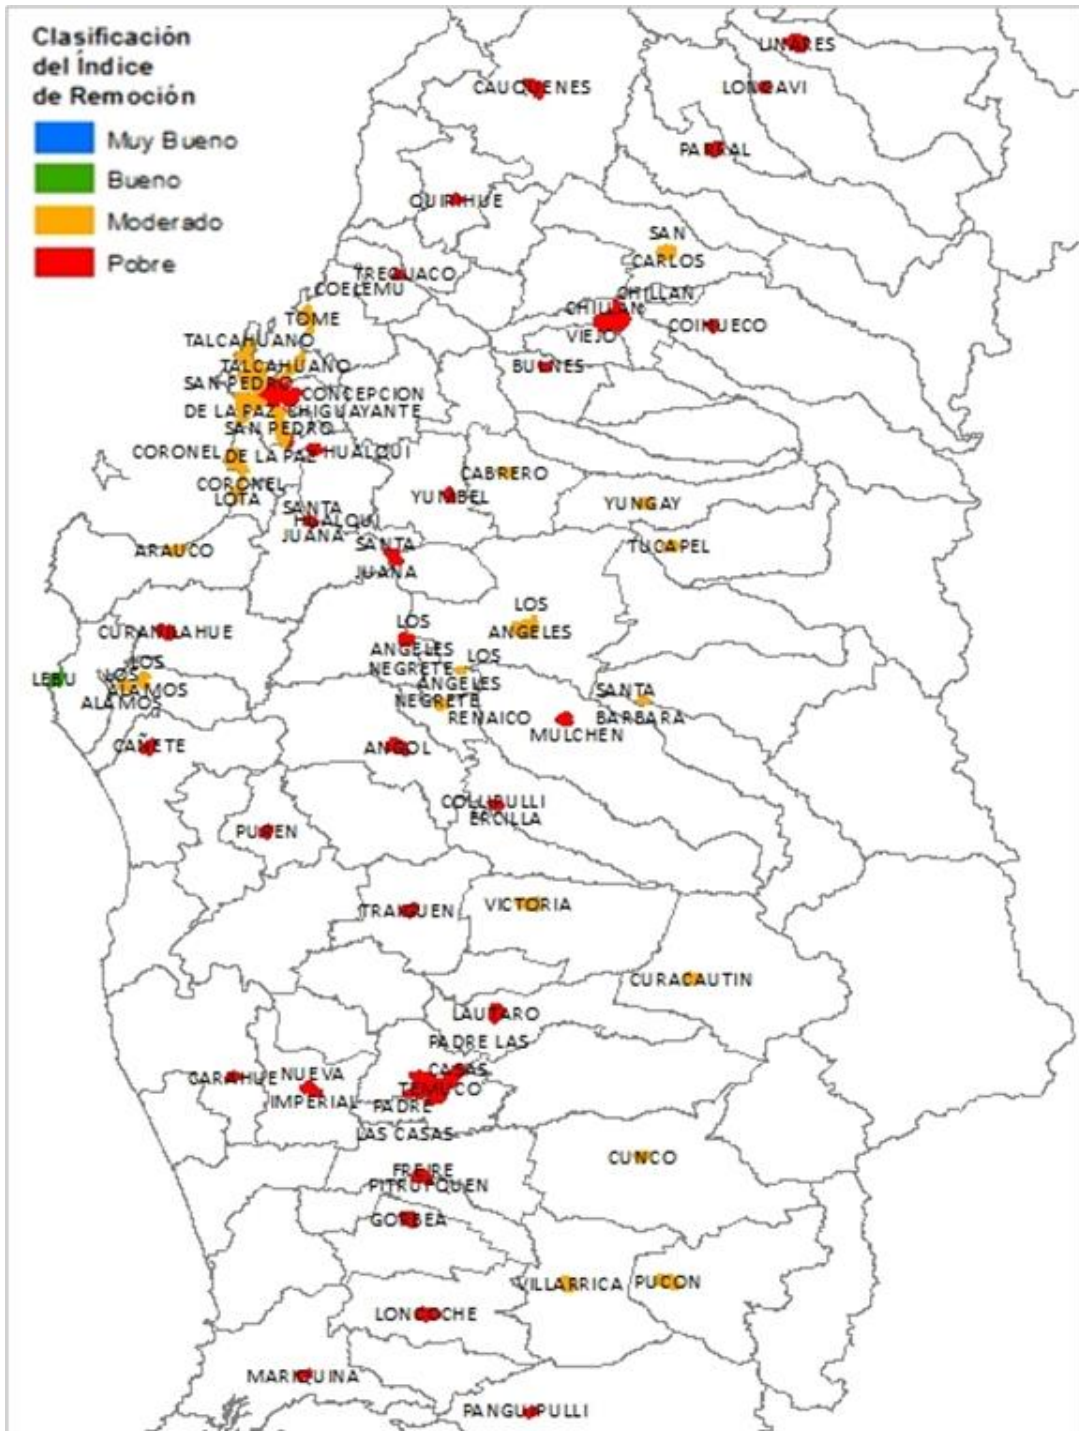 Clasificación
del Índice
de Remoción
Muy Bueno
Bueno
Moderado
Pobre
LINARES
CAUQUENES
LONGAVI
PARRAL
QUIRIHUE
SAN
CARLOS
TREGUACO
COELEMU
CHILLAN
CHILLAN
VIEJO
COIHUECO
TOME
TALCAHUANO
TALCAHUANO
BULNES
SAN PEDRO
DE LA PAZ
CONCEPCION
CHIGUAYANTE
SAN PEDRO
DE LA PAZ
CORONEL
HUALQUI
CORONEL
LOTA
CABRERO
YUMBEL
YUNGAY
SANTA
JUANA
HUALQUI
ARAUCO
SANTA
JUANA
TUCAPEL
LOS
ANGELES
LOS
ANGELES
CURANILAHUE
NEGRETE
LOS
ANGELES
LEBU
LOS
ALAMOS
LOS
ALAMOS
NEGRETE
RENAICO
SANTA
BARBARA
MULCHEN
CAÑETE
ANGOL
COLLIPULLI
ERCILLA
PUREN
TRAIGUEN
VICTORIA
CURACAUTIN
LAUTARO
PADRE LAS
CASAS
CARAHUE
NUEVA
IMPERIAL
TEMUCO
PADRE
LAS CASAS
CUNCO
FREIRE
PITRUFQUEN
GORBEA
VILLARRICA
PUCON
LONCOCHE
MARIQUINA
PANGUIPULLI